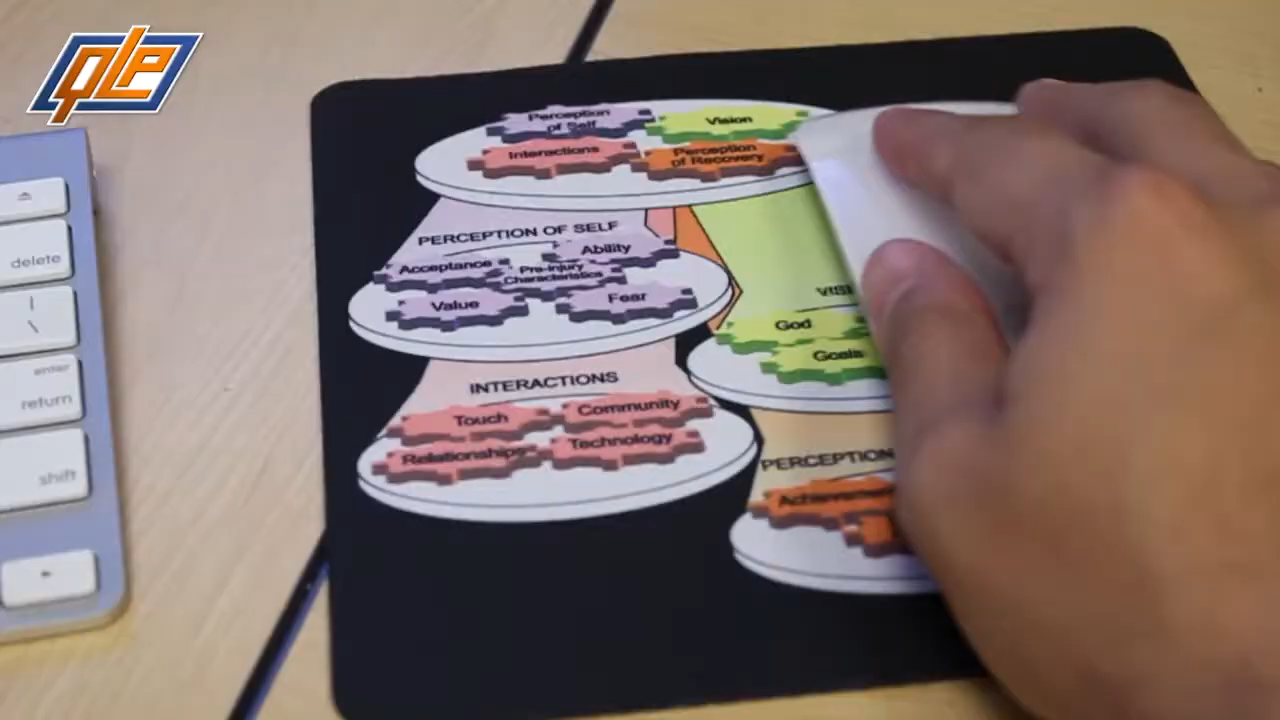 QLE
Perception
of Self
Vision
Interactions
Perception
of Recovery
PERCEPTION OF SELF
Ability
Acceptance
Pre-Injury
Characteristics
Value
Fear
God
Goals
INTERACTIONS
Touch
Community
Relationships
Technology
PERCEPTION
delete
|
\
enter
return
shift